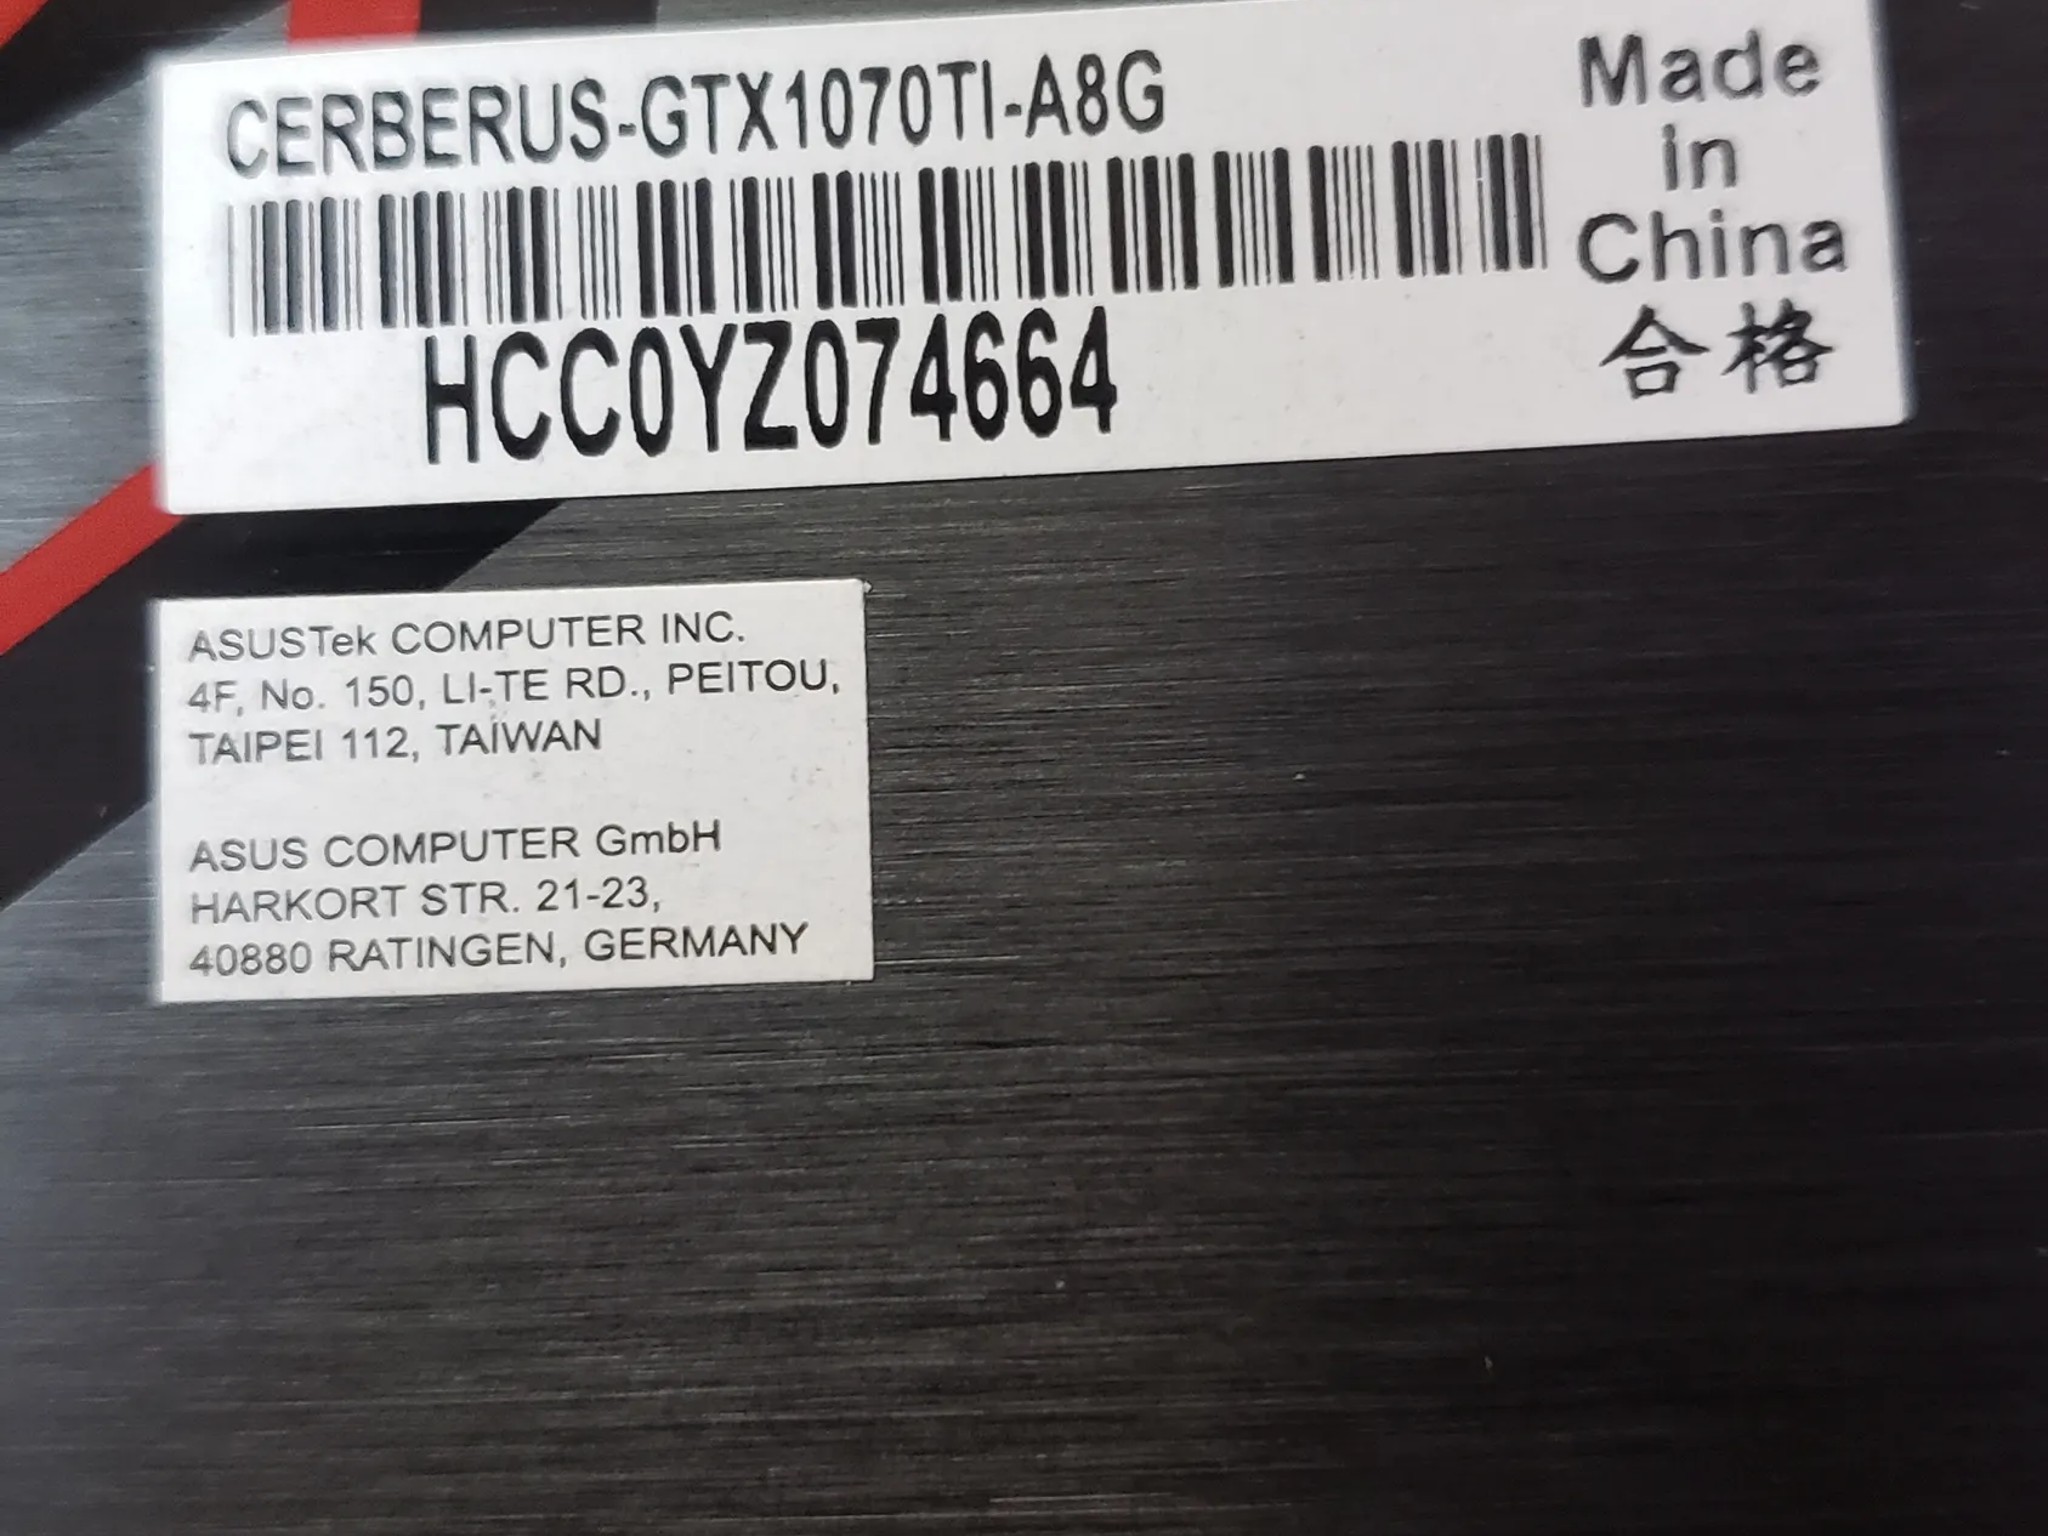 CERBERUS-GTX1070TI-A8G
HCC0YZ074664
Made
in
China
合格
ASUSTek COMPUTER INC.
4F, No. 150, LI-TE RD., PEITOU,
TAIPEI 112, TAIWAN
ASUS COMPUTER GmbH
HARKORT STR. 21-23,
40880 RATINGEN, GERMANY